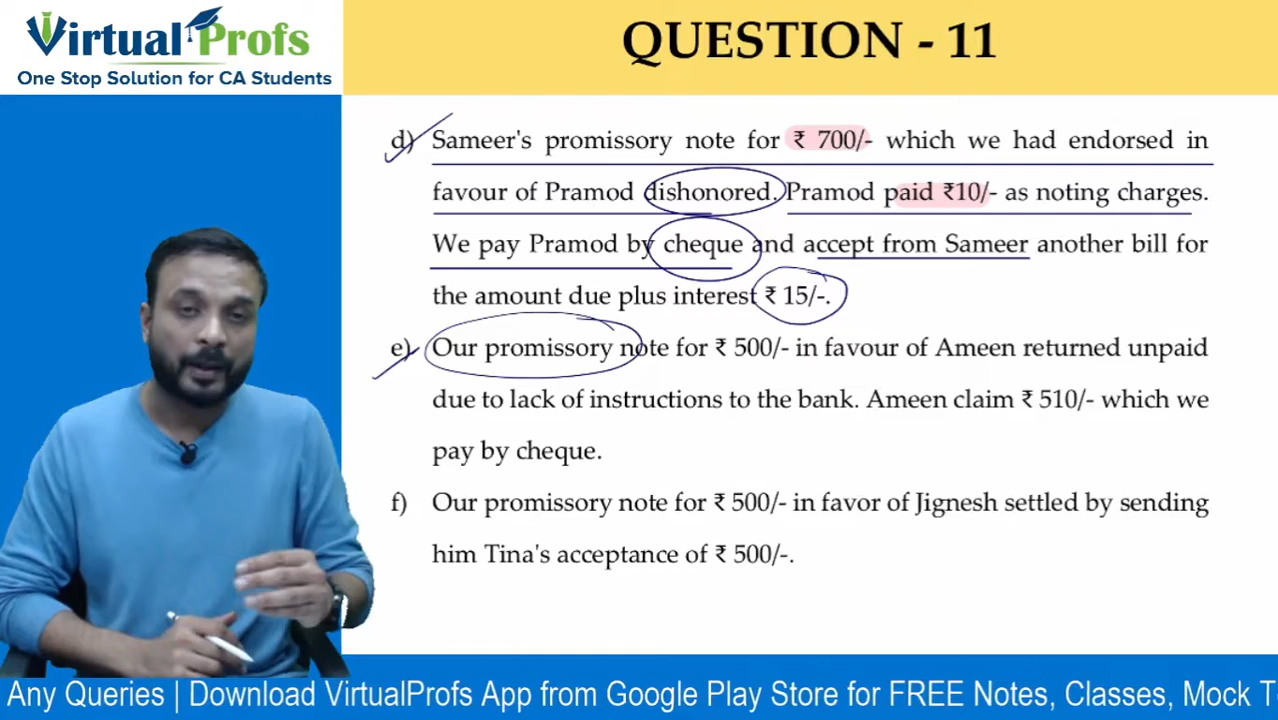 Virtual Profs
One Stop Solution for CA Students
QUESTION - 11
d) Sameer's promissory note for ₹ 700/- which we had endorsed in
favour of Pramod dishonored. Pramod paid ₹10/- as noting charges.
We pay Pramod by cheque and accept from Sameer another bill for
the amount due plus interest ₹ 15/-.
e) Our promissory note for ₹ 500/- in favour of Ameen returned unpaid
due to lack of instructions to the bank. Ameen claim ₹ 510/- which we
pay by cheque.
f) Our promissory note for ₹ 500/- in favor of Jignesh settled by sending
him Tina's acceptance of ₹ 500/-.
Any Queries | Download VirtualProfs App from Google Play Store for FREE Notes, Classes, Mock T